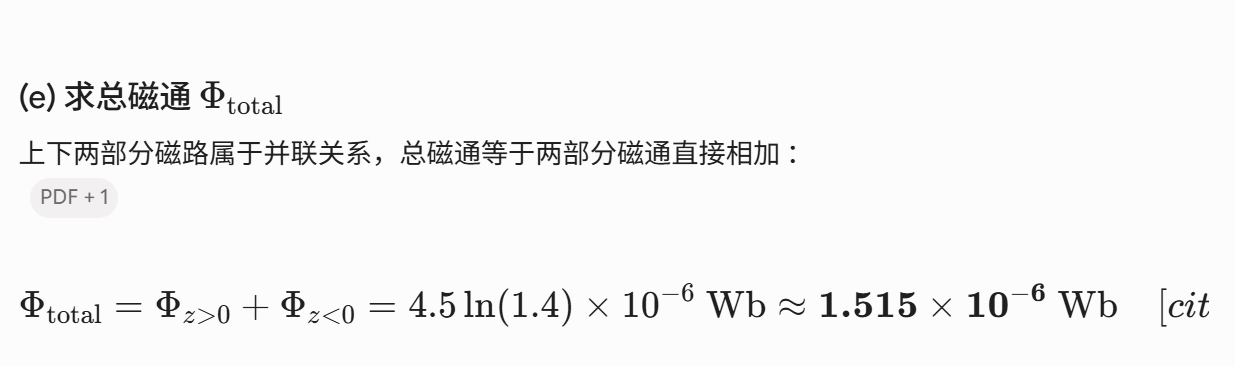 (e) 求总磁通 Φ_total
上下两部分磁路属于并联关系，总磁通等于两部分磁通直接相加：
PDF + 1
Φ_total = Φ_{z>0} + Φ_{z<0} = 4.5 ln(1.4) × 10⁻⁶ Wb ≈ 1.515 × 10⁻⁶ Wb [cit